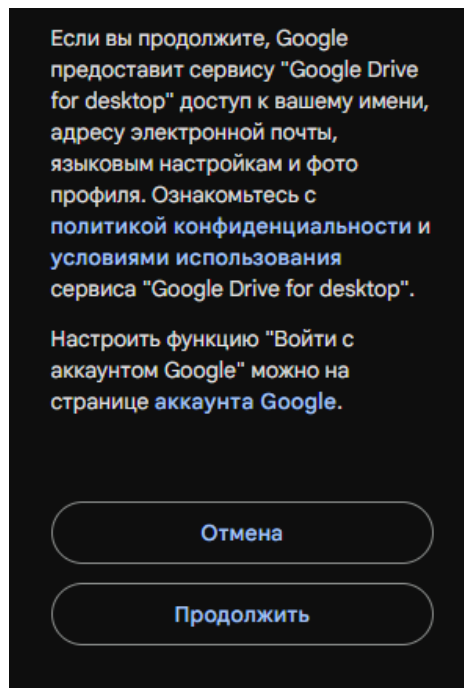 Если вы продолжите, Google
предоставит сервису "Google Drive
for desktop" доступ к вашему имени,
адресу электронной почты,
языковым настройкам и фото
профиля. Ознакомьтесь с
политикой конфиденциальности и
условиями использования
сервиса "Google Drive for desktop".
Настроить функцию "Войти с
аккаунтом Google" можно на
странице аккаунта Google.
Отмена
Продолжить